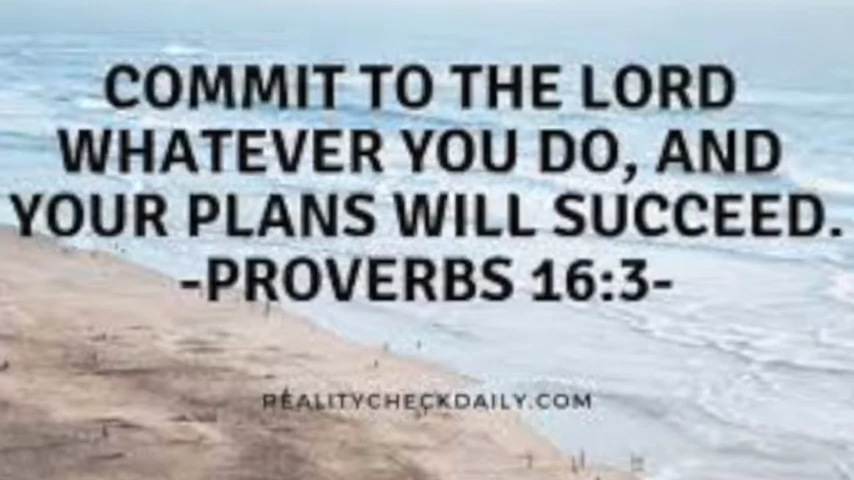 COMMIT TO THE LORD
WHATEVER YOU DO, AND
YOUR PLANS WILL SUCCEED.
-PROVERBS 16:3-
REALITYCHECKDAILY.COM